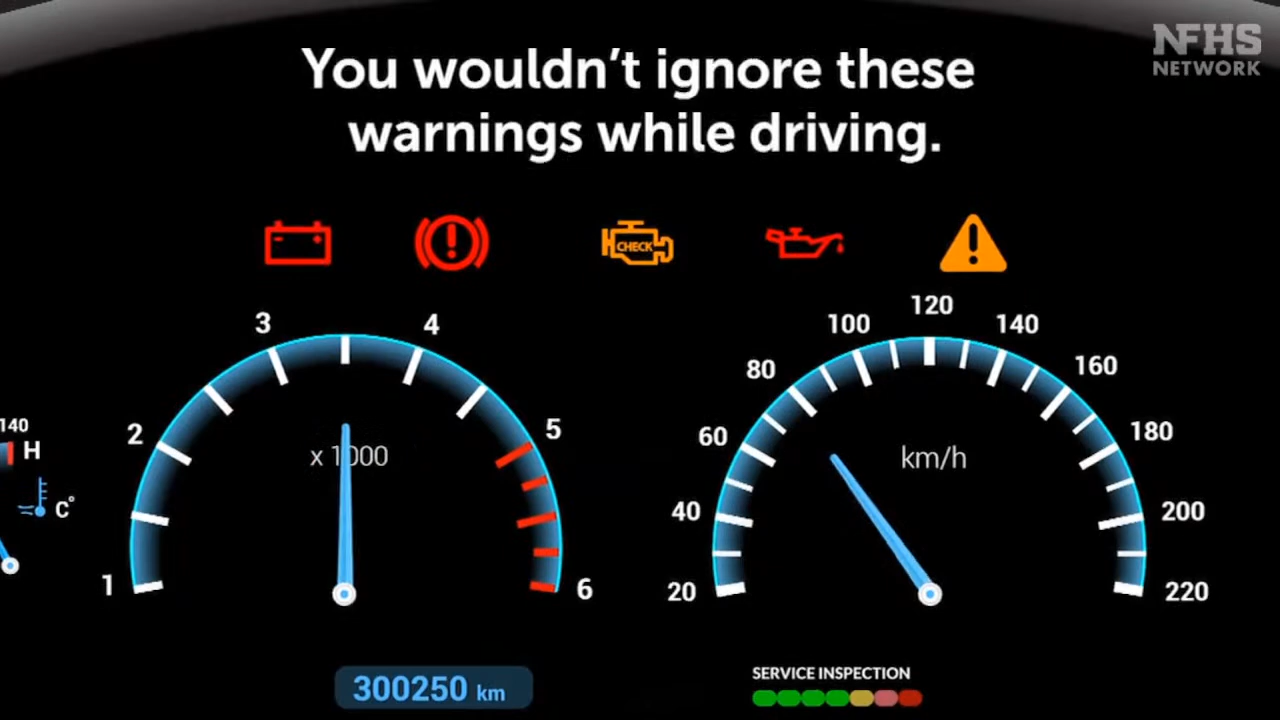 NFHS
NETWORK
You wouldn't ignore these
warnings while driving.
CHECK
3
4
120
100
140
80
160
140
H
2
5
60
180
x 1000
km/h
C°
40
200
1
6
20
220
300250 km
SERVICE INSPECTION